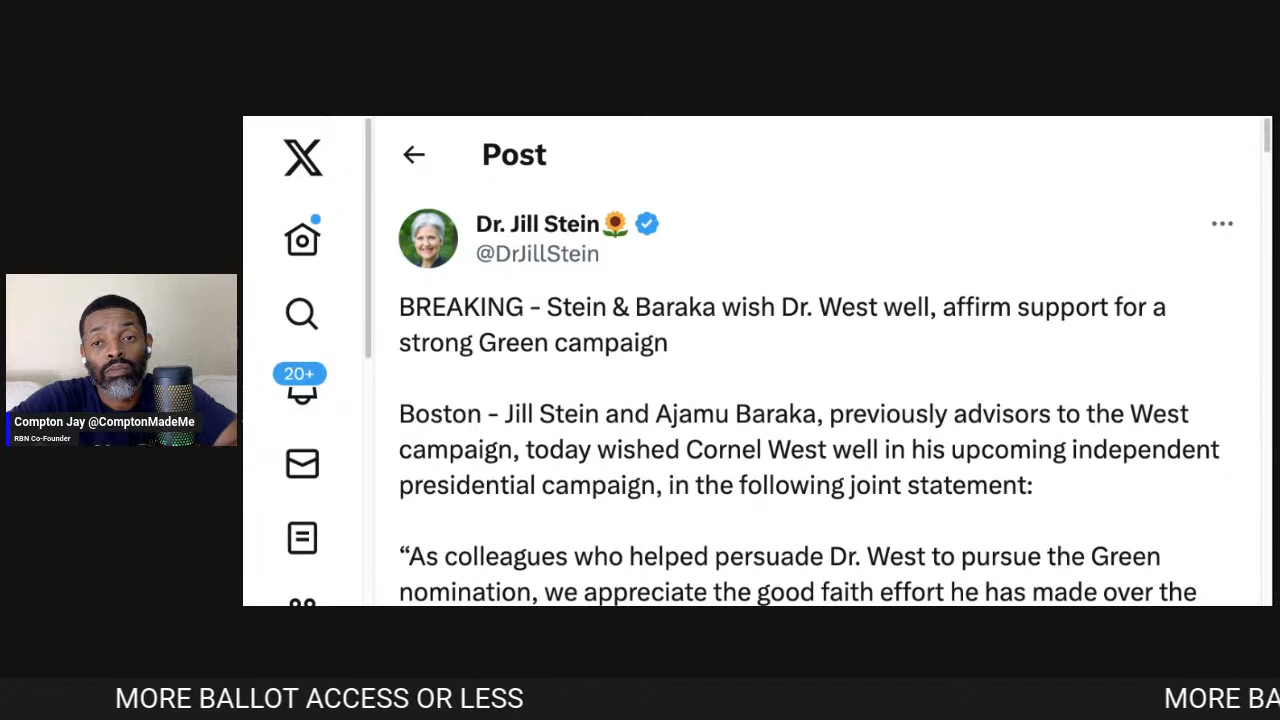 Post
Dr. Jill Stein🌻
@DrJillStein
BREAKING - Stein & Baraka wish Dr. West well, affirm support for a
strong Green campaign
Boston - Jill Stein and Ajamu Baraka, previously advisors to the West
campaign, today wished Cornel West well in his upcoming independent
presidential campaign, in the following joint statement:
“As colleagues who helped persuade Dr. West to pursue the Green
nomination, we appreciate the good faith effort he has made over the
20+
Compton Jay @ComptonMadeMe
RBN Co-Founder
MORE BALLOT ACCESS OR LESS
MORE BA